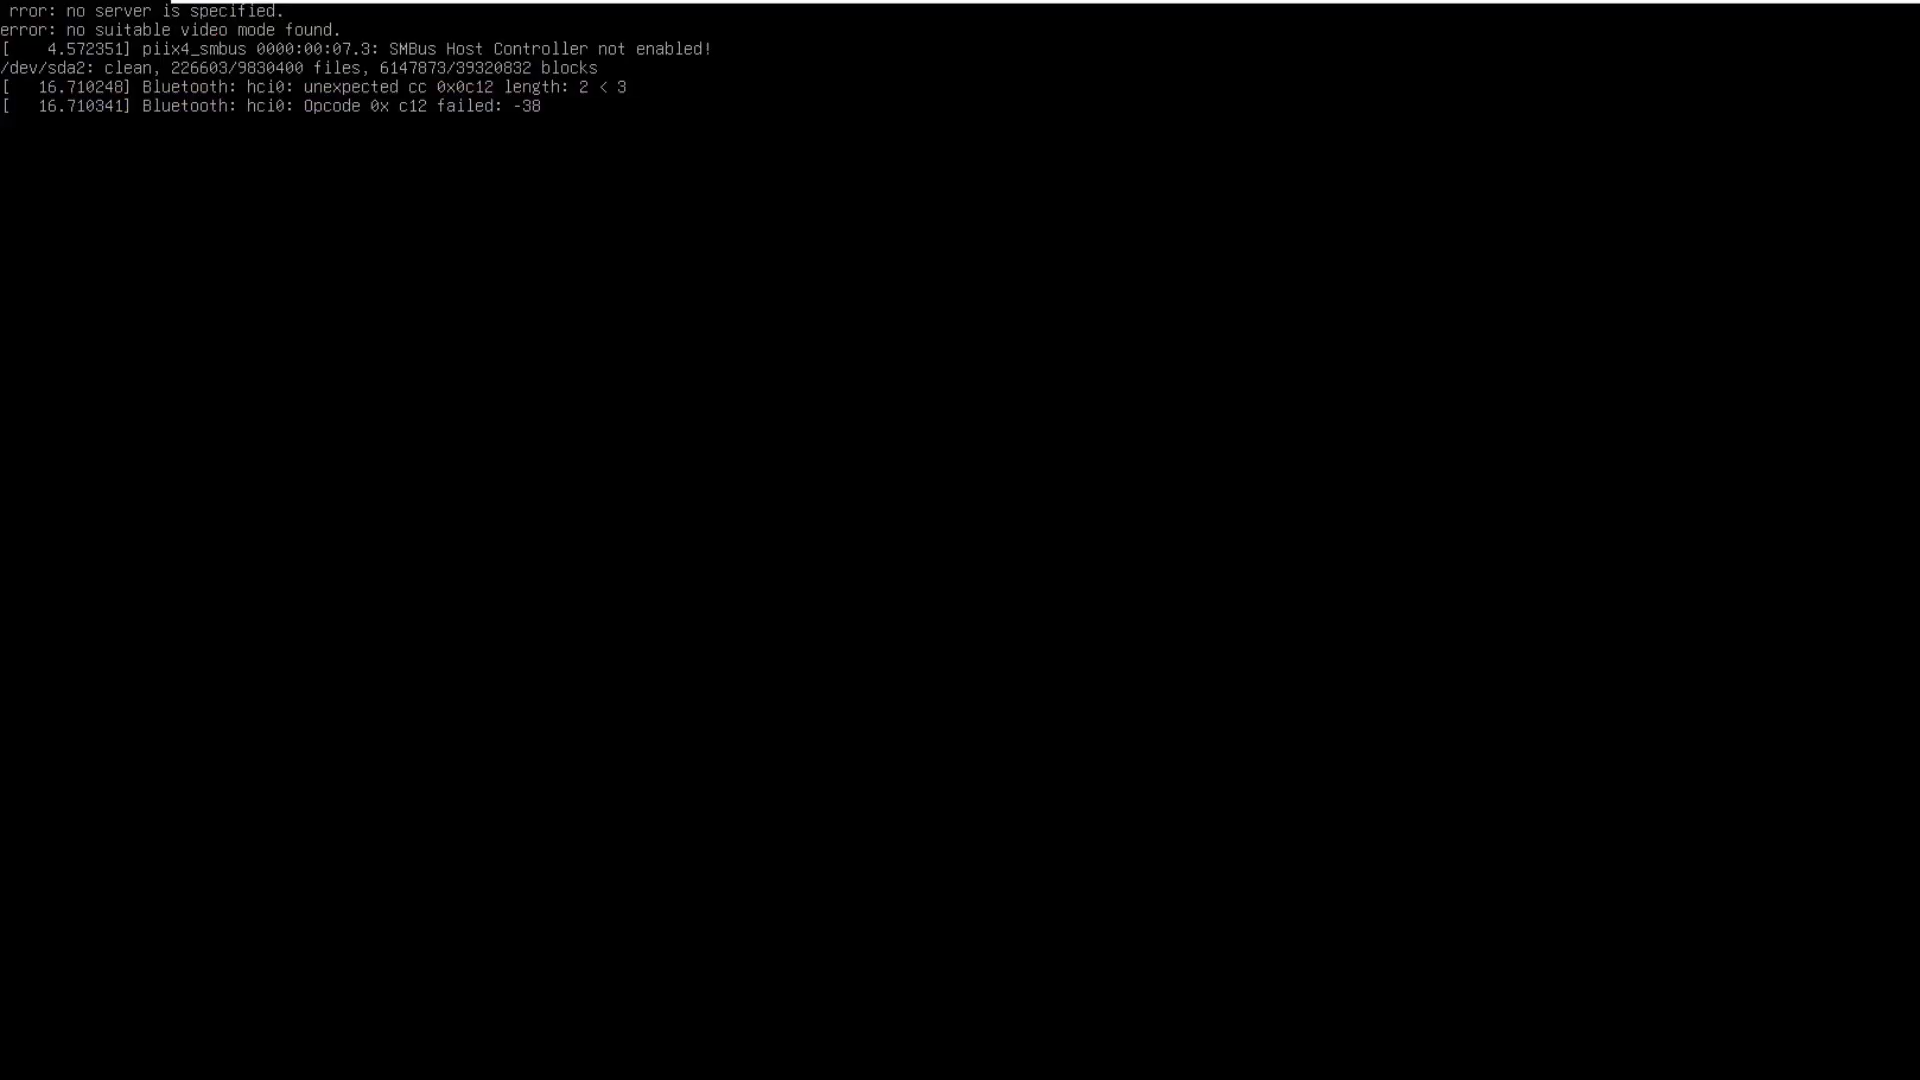 rror: no server is specified.
error: no suitable video mode found.
[    4.572351] piix4_smbus 0000:00:07.3: SMBus Host Controller not enabled!
/dev/sda2: clean, 226603/9830400 files, 6147873/39320832 blocks
[   16.710248] Bluetooth: hci0: unexpected cc 0x0c12 length: 2 < 3
[   16.710341] Bluetooth: hci0: Opcode 0x c12 failed: -38